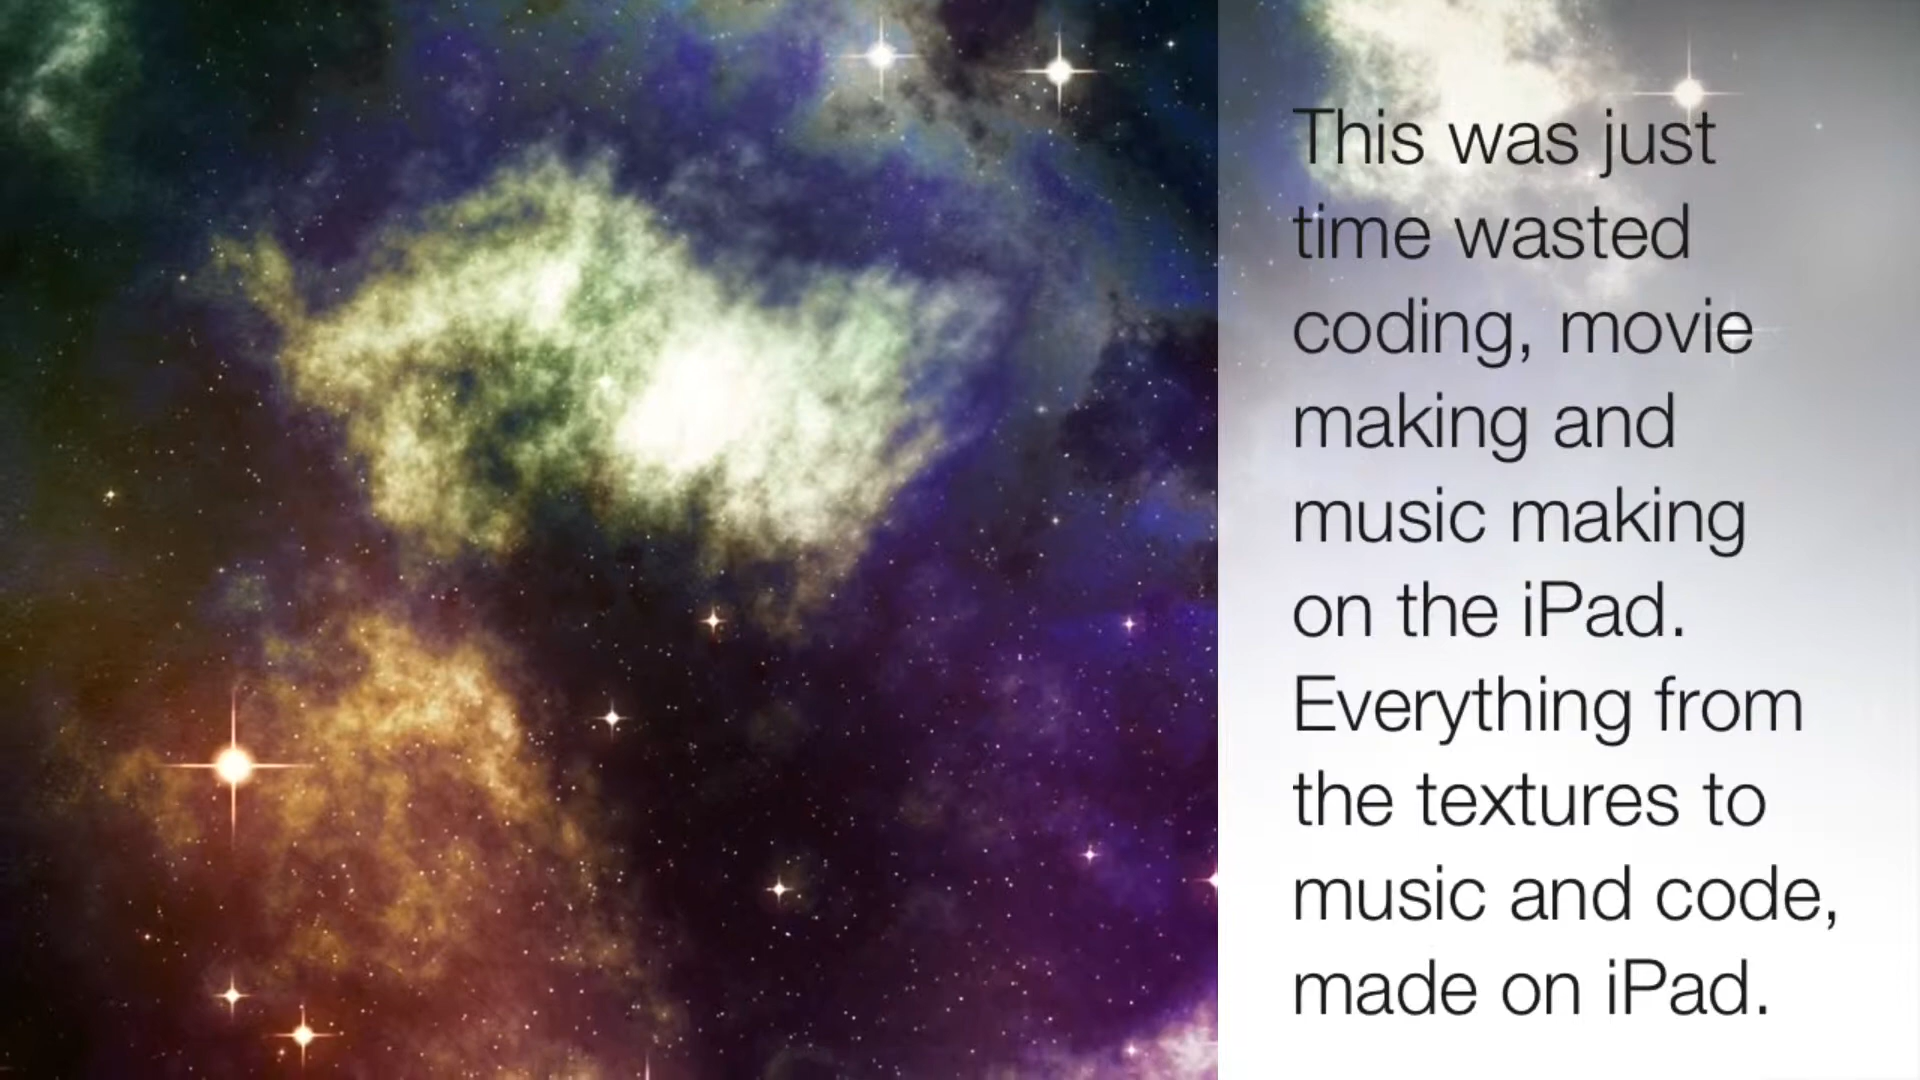 This was just
time wasted
coding, movie
making and
music making
on the iPad.
Everything from
the textures to
music and code,
made on iPad.